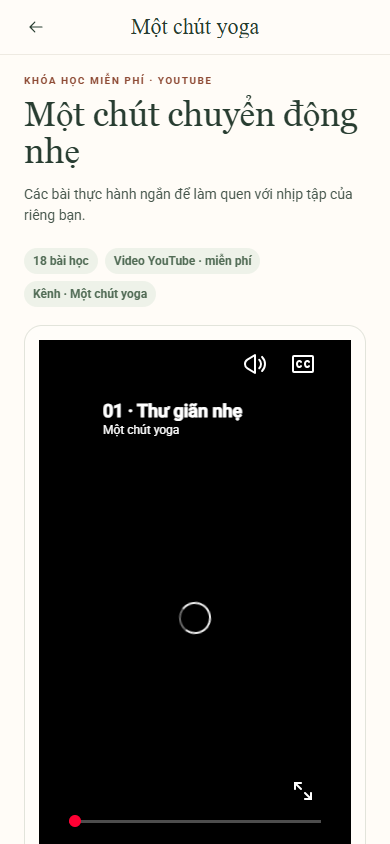 Một chút yoga
KHÓA HỌC MIỄN PHÍ · YOUTUBE
Một chút chuyển động
nhẹ
Các bài thực hành ngắn để làm quen với nhịp tập của
riêng bạn.
18 bài học
Video YouTube · miễn phí
Kênh · Một chút yoga
CC
01 · Thư giãn nhẹ
Một chút yoga